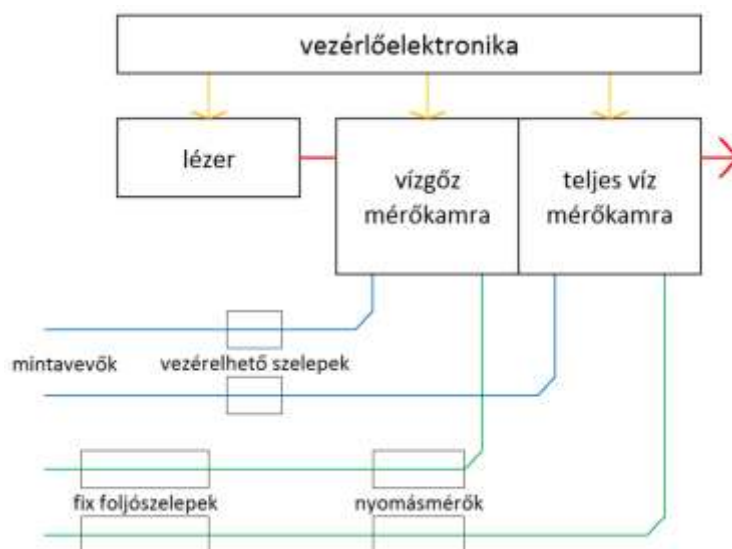 vezérlőelektronika
lézer
vízgőz
mérőkamra
teljes víz
mérőkamra
mintavevők
vezérelhető szelepek
fix foljószelepek
nyomásmérők